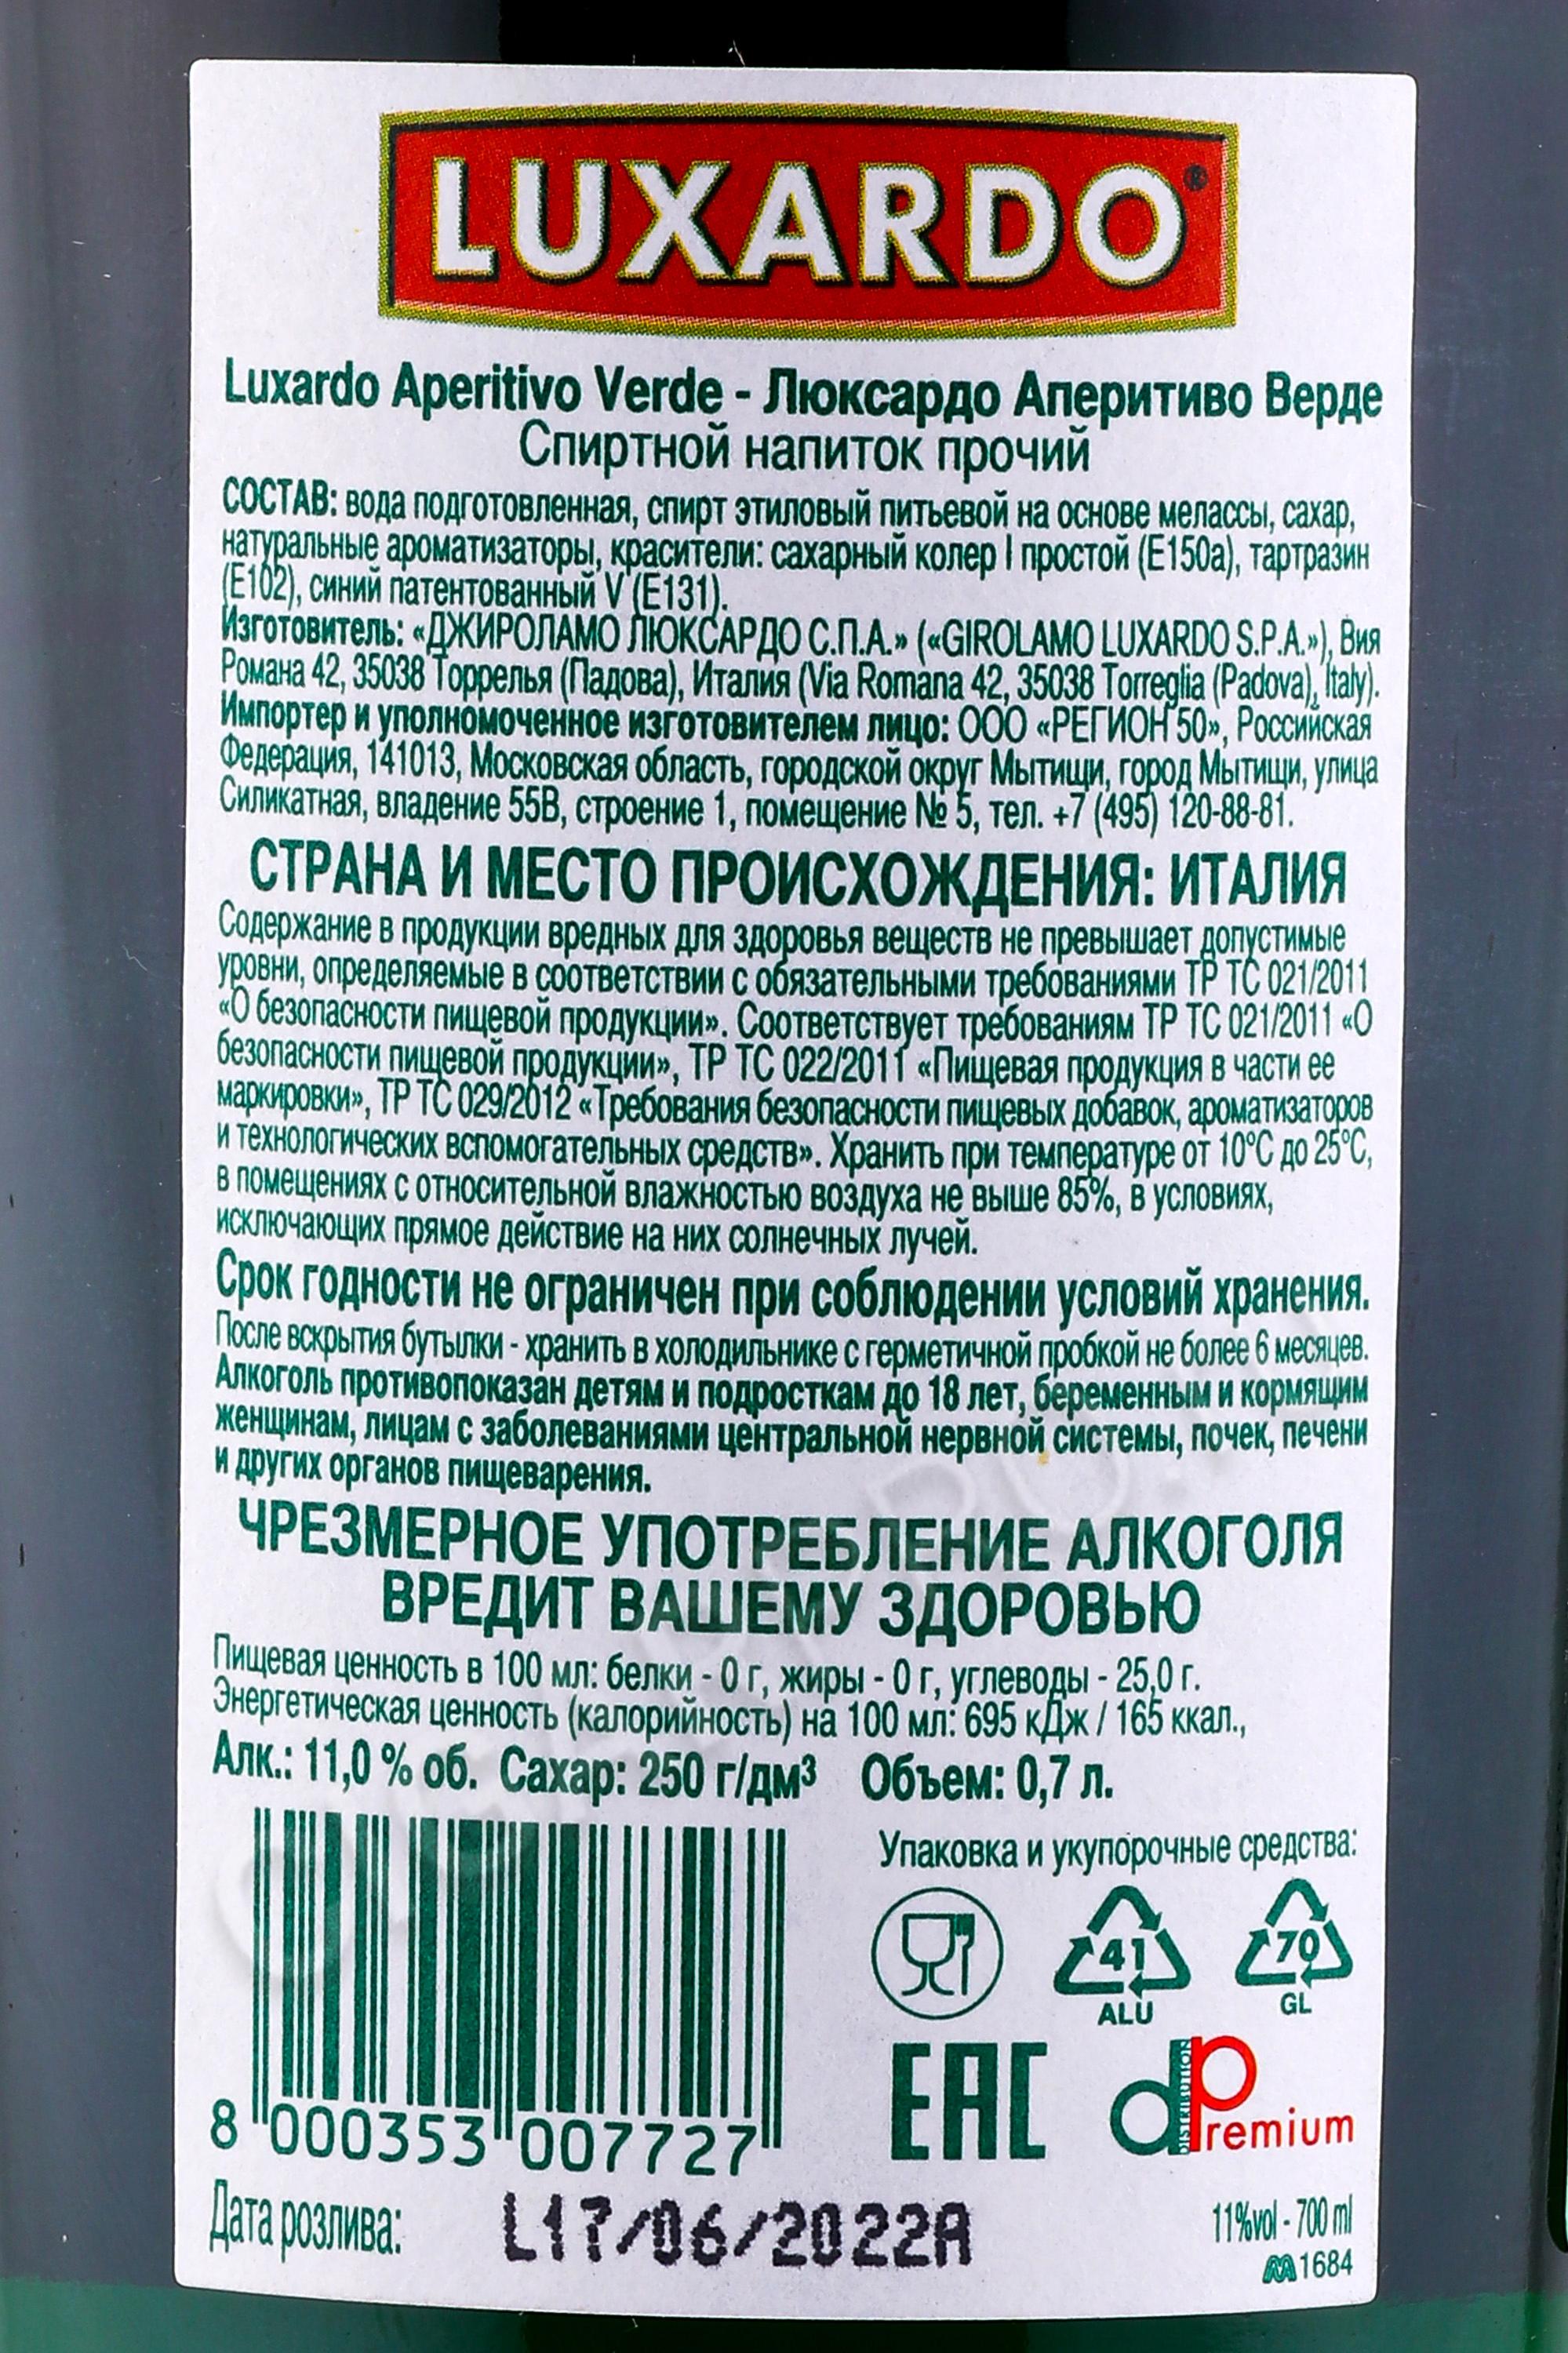 LUXARDO®
Luxardo Aperitivo Verde - Люксардо Аперитиво Верде
Спиртной напиток прочий
СОСТАВ: вода подготовленная, спирт этиловый питьевой на основе мелассы, сахар,
натуральные ароматизаторы, красители: сахарный колер I простой (Е150а), тартразин
(Е102), синий патентованный V (Е131).
Изготовитель: «ДЖИРОЛАМО ЛЮКСАРДО С.П.А.» («GIROLAMO LUXARDO S.P.A.»), Вия
Романа 42, 35038 Торрелья (Падова), Италия (Via Romana 42, 35038 Torreglia (Padova), Italy).
Импортер и уполномоченное изготовителем лицо: ООО «РЕГИОН 50», Российская
Федерация, 141013, Московская область, городской округ Мытищи, город Мытищи, улица
Силикатная, владение 55В, строение 1, помещение № 5, тел. +7 (495) 120-88-81.
СТРАНА И МЕСТО ПРОИСХОЖДЕНИЯ: ИТАЛИЯ
Содержание в продукции вредных для здоровья веществ не превышает допустимые
уровни, определяемые в соответствии с обязательными требованиями ТР ТС 021/2011
«О безопасности пищевой продукции». Соответствует требованиям ТР ТС 021/2011 «О
безопасности пищевой продукции», ТР ТС 022/2011 «Пищевая продукция в части ее
маркировки», ТР ТС 029/2012 «Требования безопасности пищевых добавок, ароматизаторов
и технологических вспомогательных средств». Хранить при температуре от 10°С до 25°С,
в помещениях с относительной влажностью воздуха не выше 85%, в условиях,
исключающих прямое действие на них солнечных лучей.
Срок годности не ограничен при соблюдении условий хранения.
После вскрытия бутылки - хранить в холодильнике с герметичной пробкой не более 6 месяцев.
Алкоголь противопоказан детям и подросткам до 18 лет, беременным и кормящим
женщинам, лицам с заболеваниями центральной нервной системы, почек, печени
и других органов пищеварения.
ЧРЕЗМЕРНОЕ УПОТРЕБЛЕНИЕ АЛКОГОЛЯ
ВРЕДИТ ВАШЕМУ ЗДОРОВЬЮ
Пищевая ценность в 100 мл: белки - 0 г, жиры - 0 г, углеводы - 25,0 г.
Энергетическая ценность (калорийность) на 100 мл: 695 кДж / 165 ккал.,
Алк.: 11,0 % об. Сахар: 250 г/дм³ Объем: 0,7 л.
Упаковка и укупорочные средства:
41
ALU
70
GL
EAC
dPremium
DISTRIBUTION
8 000353 007727
Дата розлива: L17/06/2022A
11%vol - 700 ml
1684